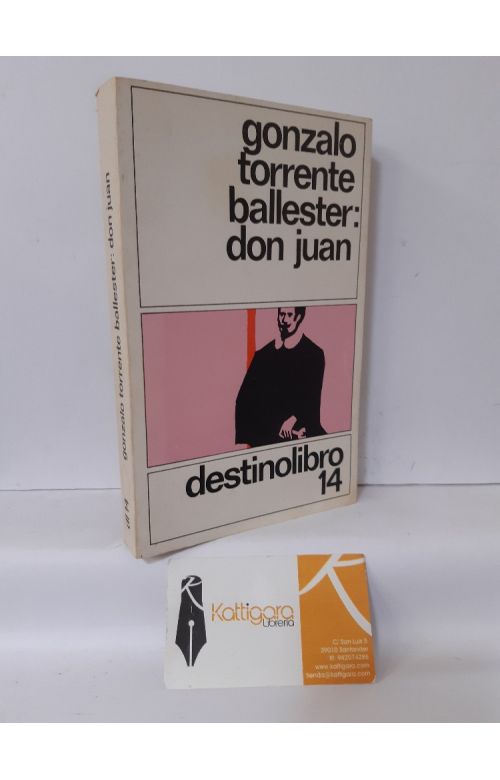 gonzalo
torrente
ballester:
don juan
destinolibro
14
gonzalo torrente ballester: don juan
dl 14
Kattigara
Librería
C/ San Luis 5
39010 Santander
www.kattigara.com
tienda@kattigara.com